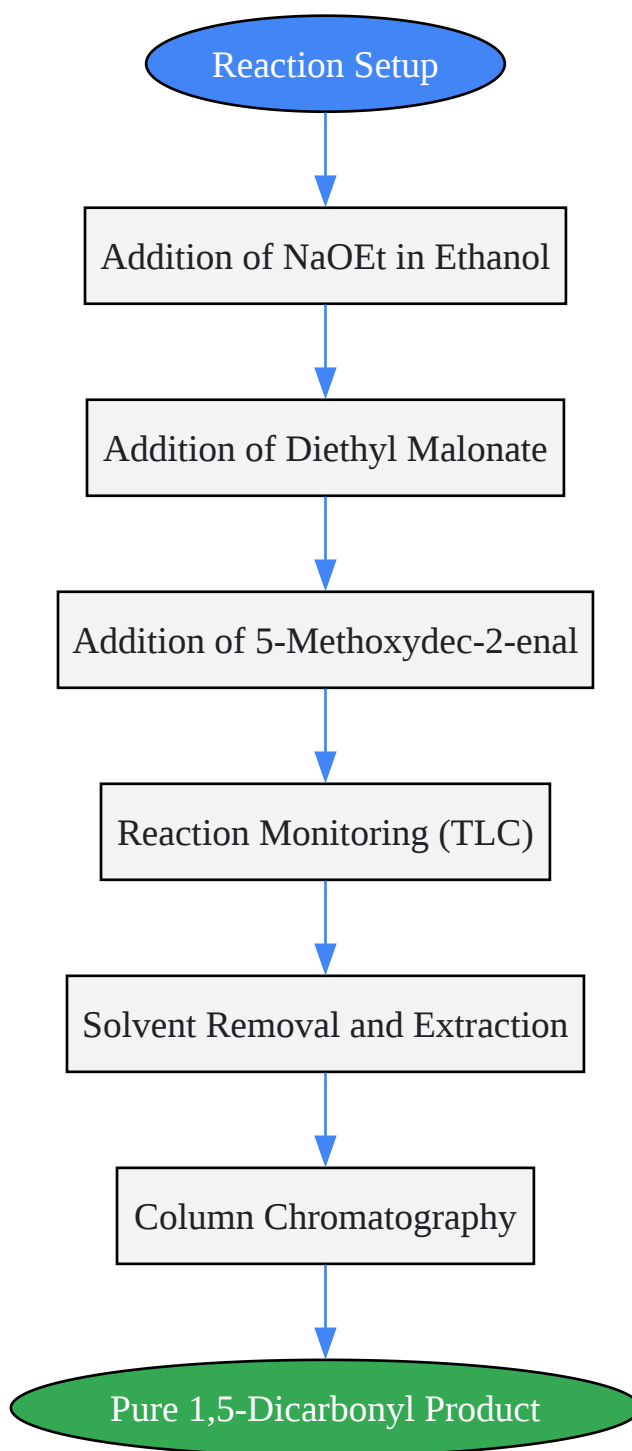 Reaction Setup
Addition of NaOEt in Ethanol
Addition of Diethyl Malonate
Addition of 5-Methoxydec-2-enal
Reaction Monitoring (TLC)
Solvent Removal and Extraction
Column Chromatography
Pure 1,5-Dicarbonyl Product